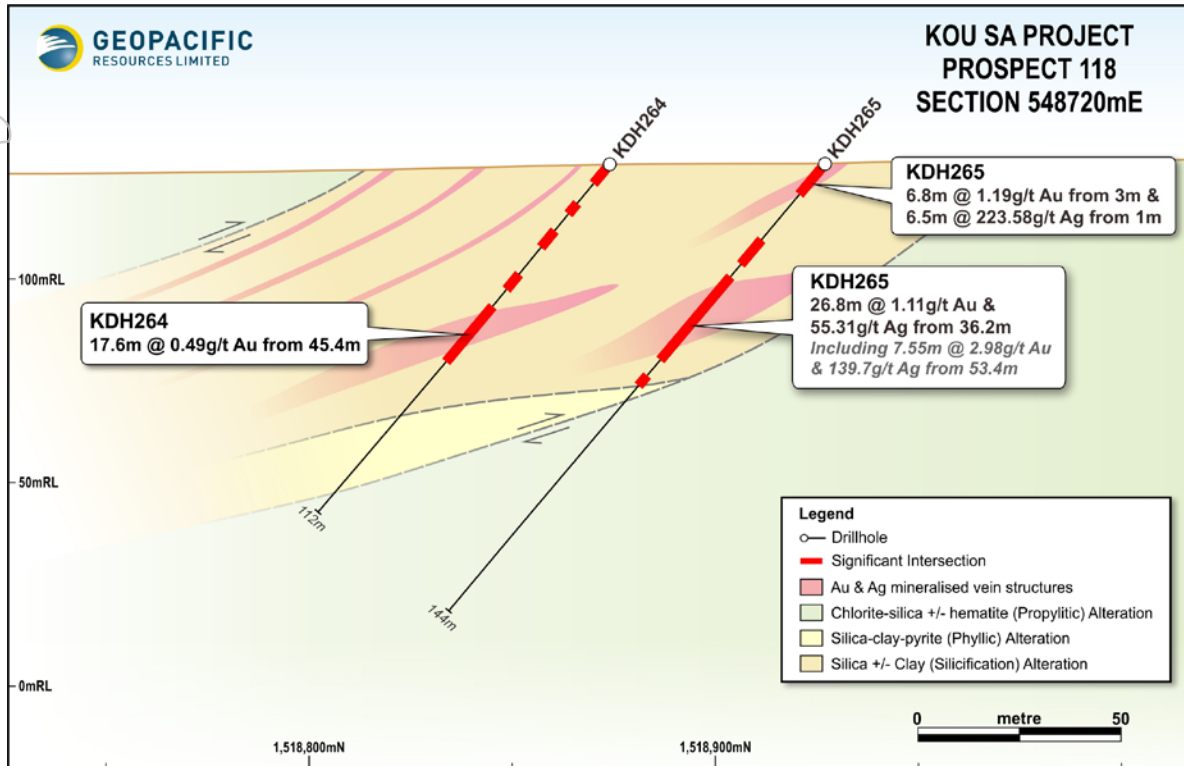 GEOPACIFIC
RESOURCES LIMITED
KOU SA PROJECT
PROSPECT 118
SECTION 548720mE
KDH264
KDH265
KDH265
6.8m @ 1.19g/t Au from 3m &
6.5m @ 223.58g/t Ag from 1m
100mRL
KDH265
26.8m @ 1.11g/t Au &
55.31g/t Ag from 36.2m
Including 7.55m @ 2.98g/t Au
& 139.7g/t Ag from 53.4m
KDH264
17.6m @ 0.49g/t Au from 45.4m
50mRL
112m
144m
Legend
Drillhole
Significant Intersection
Au & Ag mineralised vein structures
Chlorite-silica +/- hematite (Propylitic) Alteration
Silica-clay-pyrite (Phyllic) Alteration
Silica +/- Clay (Silicification) Alteration
0mRL
0 metre 50
1,518,800mN
1,518,900mN